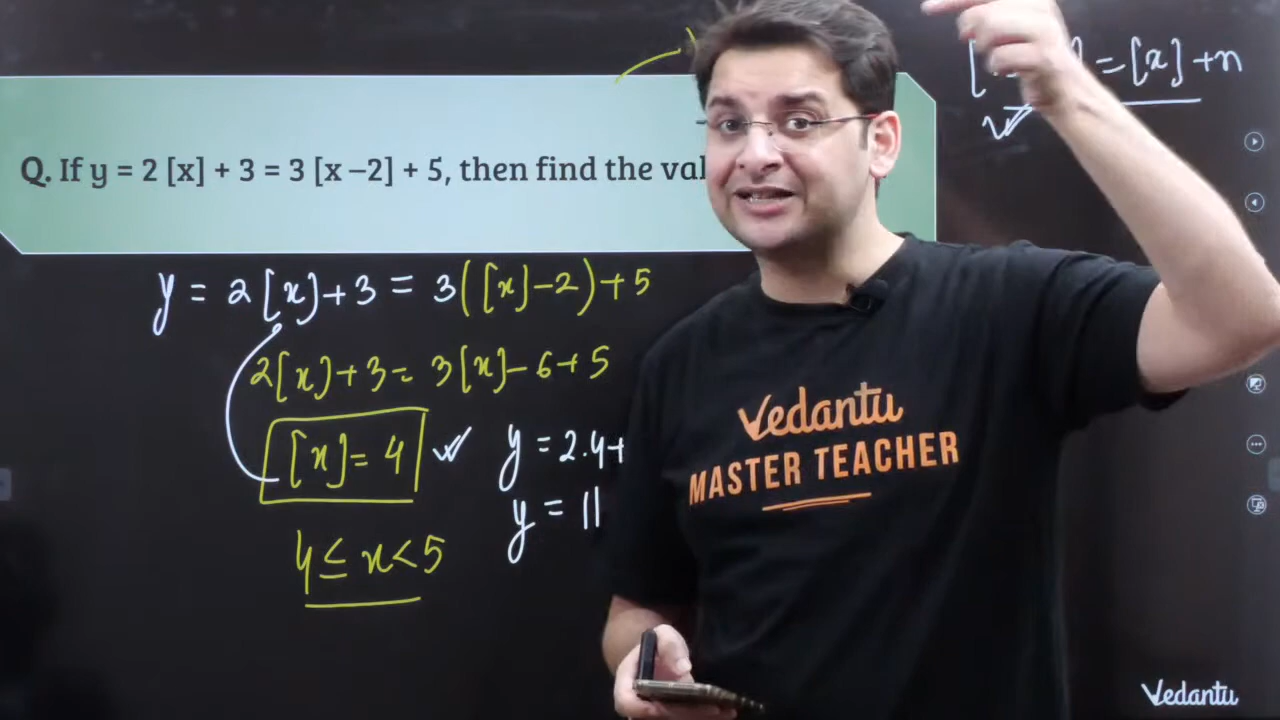 ] = [x] + n
Q. If y = 2 [x] + 3 = 3 [x –2] + 5, then find the val
y = 2[x]+3 = 3([x]-2)+5
2[x]+3 = 3[x]-6+5
[x] = 4 y = 2.4+
y = 11
4 ≤ x < 5
Vedantu
MASTER TEACHER
Vedantu